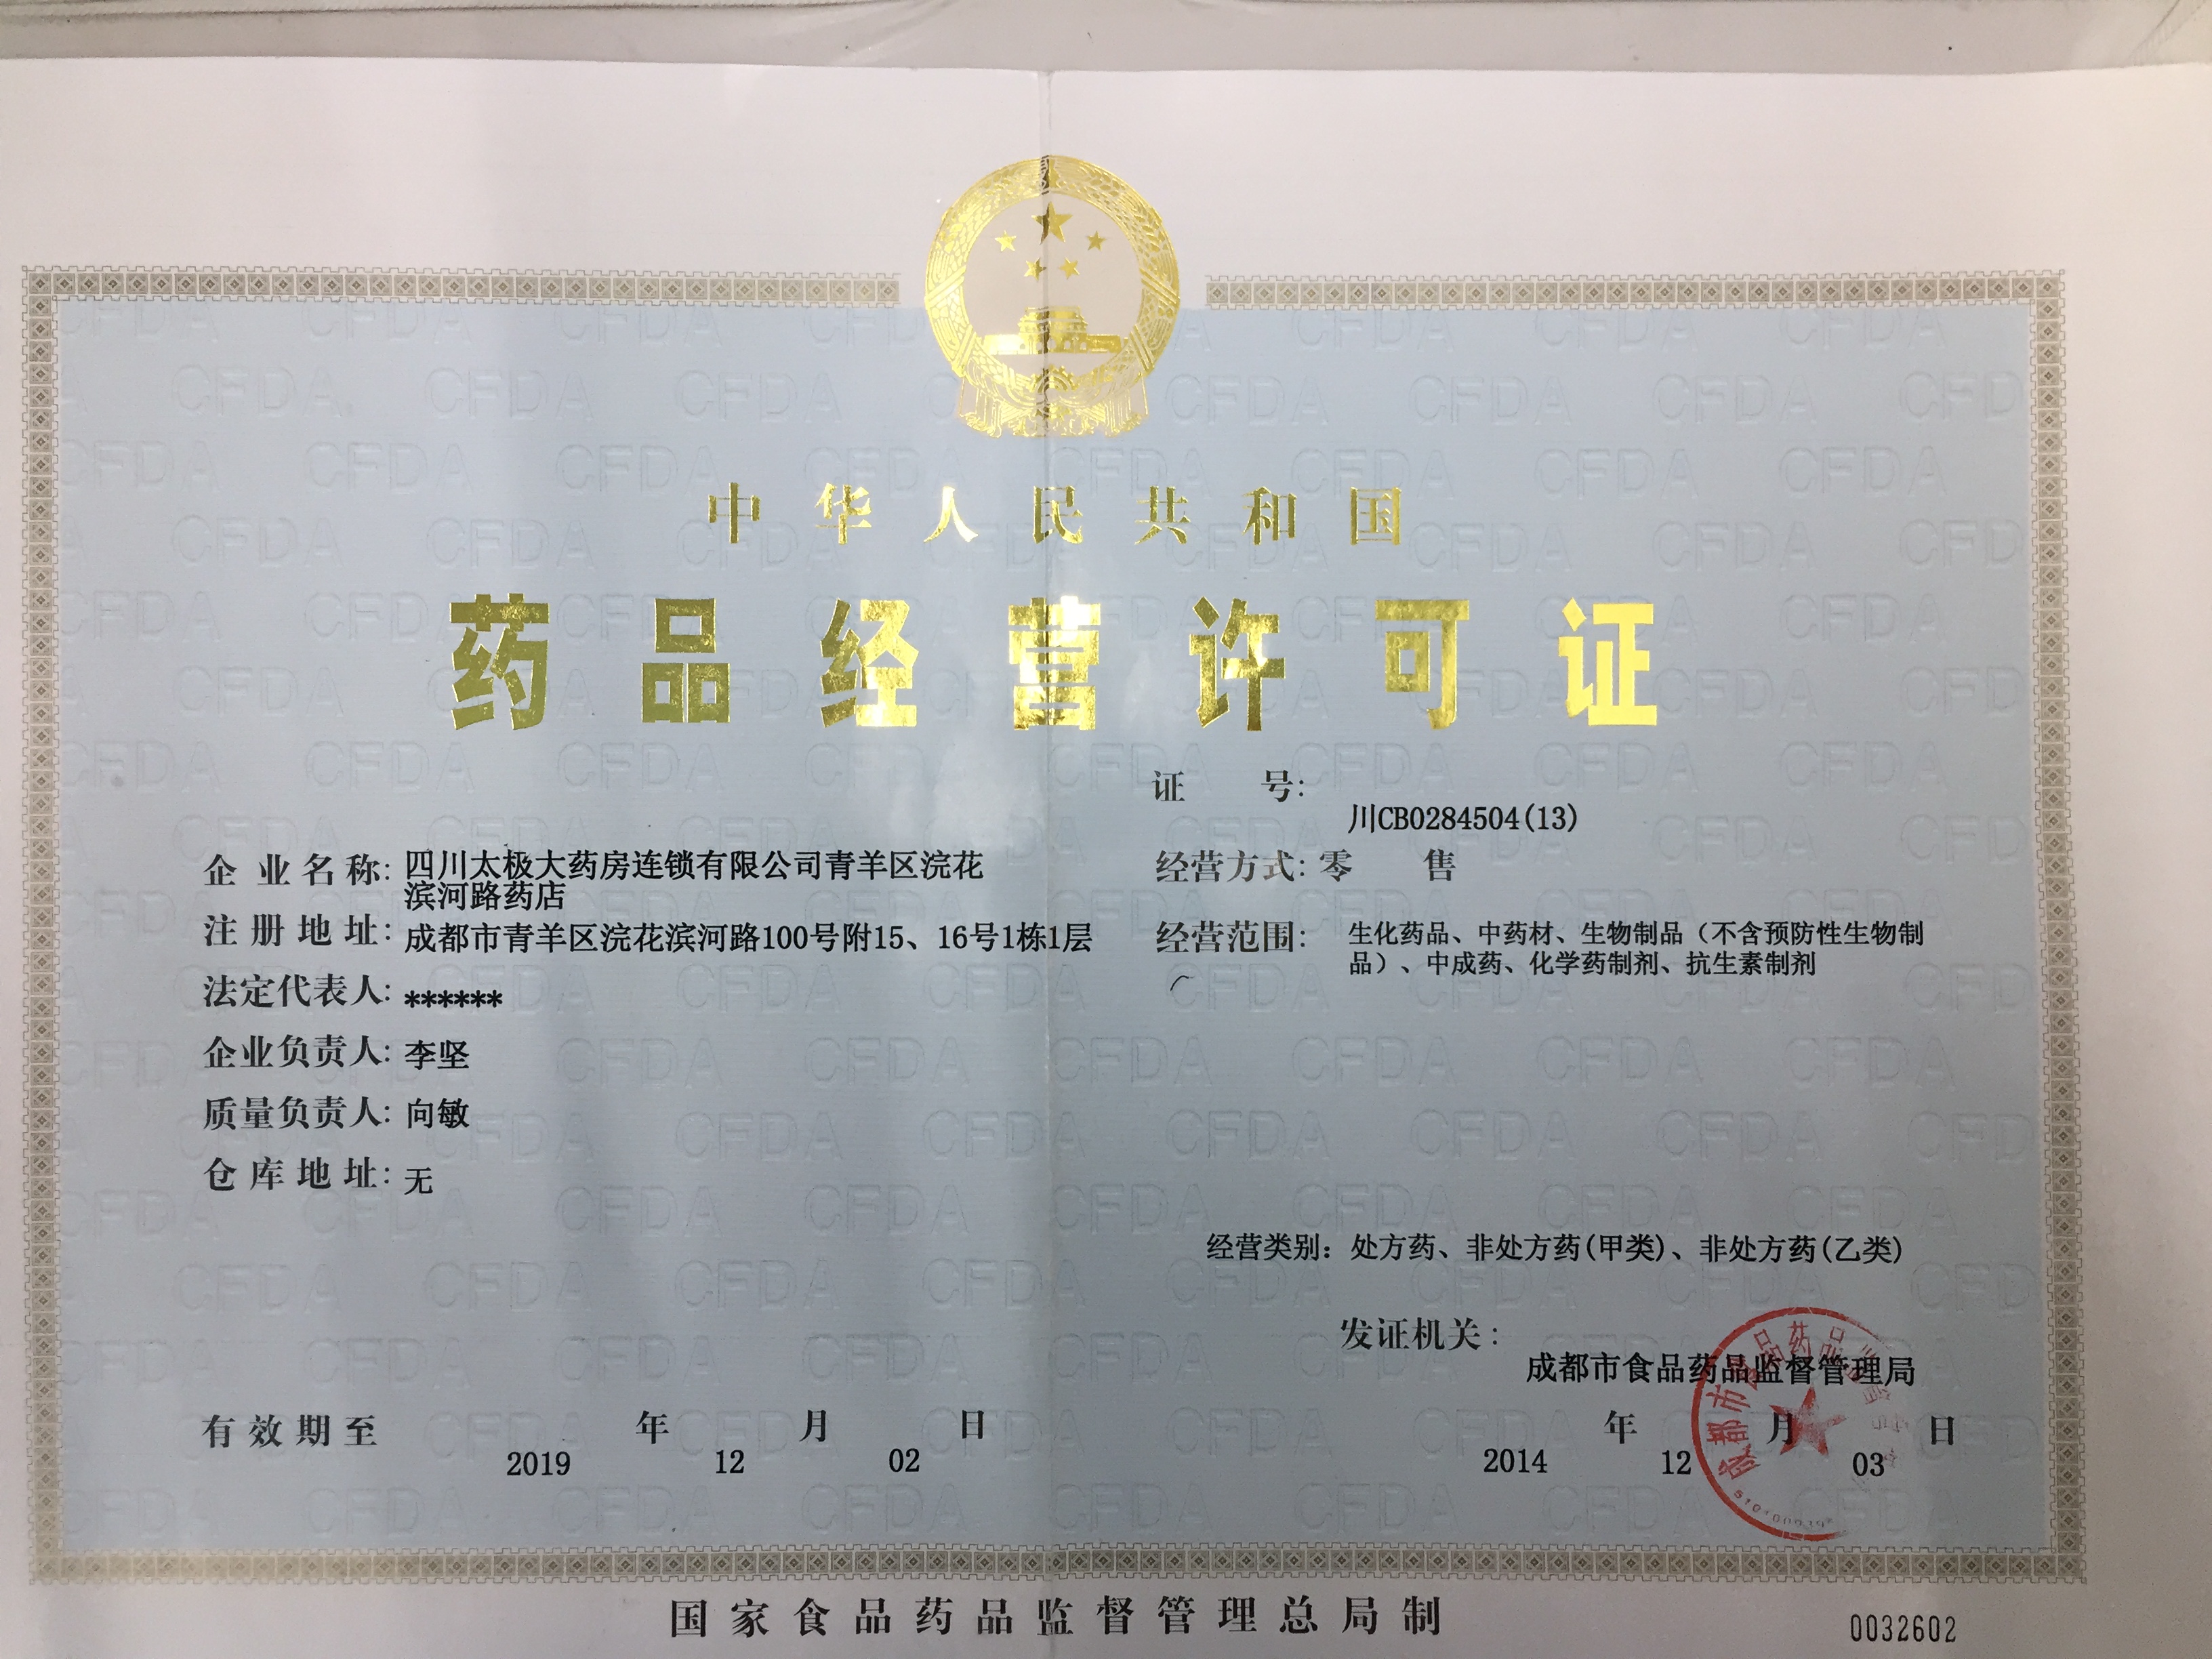 中华人民共和国
药品经营许可证
证 号:
川CB0284504(13)
企业名称: 四川太极大药房连锁有限公司青羊区浣花
滨河路药店
注册地址: 成都市青羊区浣花滨河路100号附15、16号1栋1层
法定代表人: ******
企业负责人: 李坚
质量负责人: 向敏
仓库地址: 无
经营方式: 零 售
经营范围: 生化药品、中药材、生物制品（不含预防性生物制
品）、中成药、化学药制剂、抗生素制剂
经营类别: 处方药、非处方药(甲类)、非处方药(乙类)
发证机关:
成都市食品药品监督管理局
有效期至 年 月 日
2019 12 02
年 月 日
2014 12 03
国家食品药品监督管理总局制
0032602
CFDA